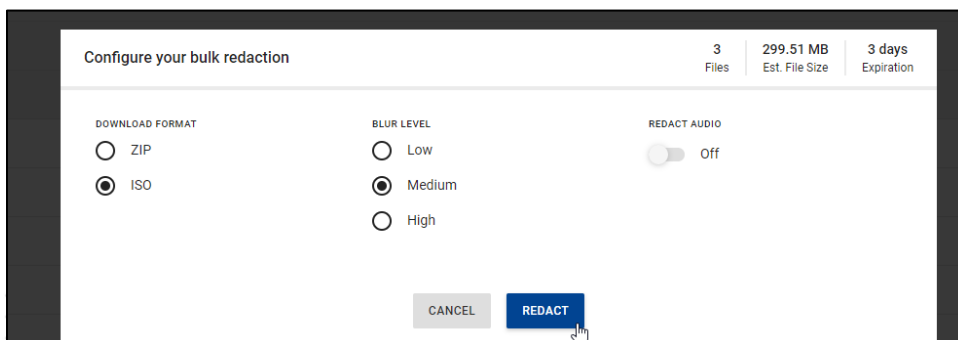 Configure your bulk redaction
3 299.51 MB 3 days
Files Est. File Size Expiration
DOWNLOAD FORMAT BLUR LEVEL REDACT AUDIO
ZIP Low Off
ISO Medium
High
CANCEL REDACT